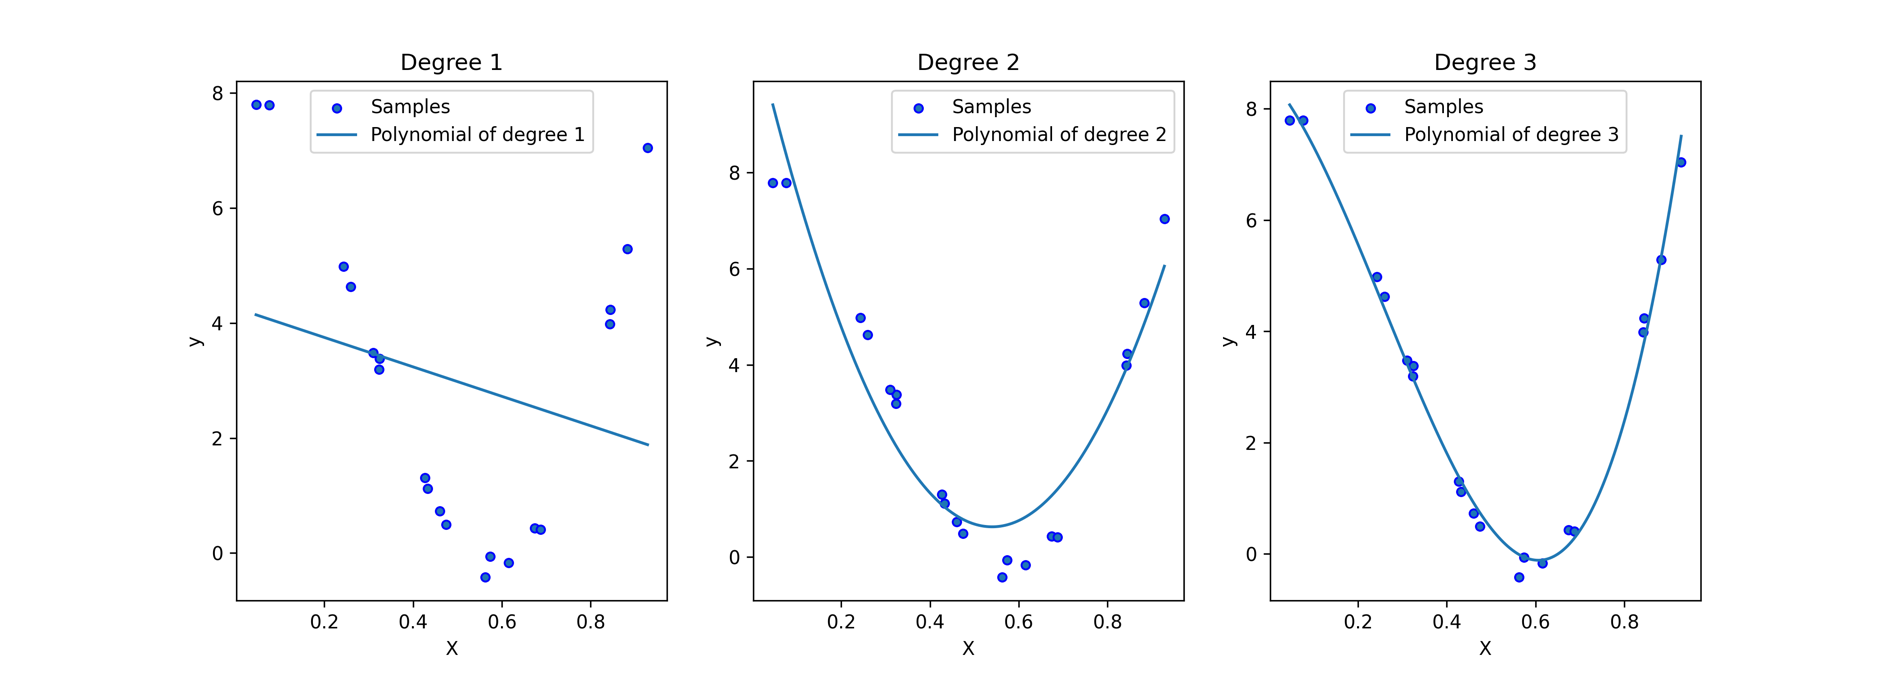 Degree 1
Samples
Polynomial of degree 1
8
6
4
2
0
y
0.2 0.4 0.6 0.8
X
Degree 2
Samples
Polynomial of degree 2
8
6
4
2
0
y
0.2 0.4 0.6 0.8
X
Degree 3
Samples
Polynomial of degree 3
8
6
4
2
0
y
0.2 0.4 0.6 0.8
X